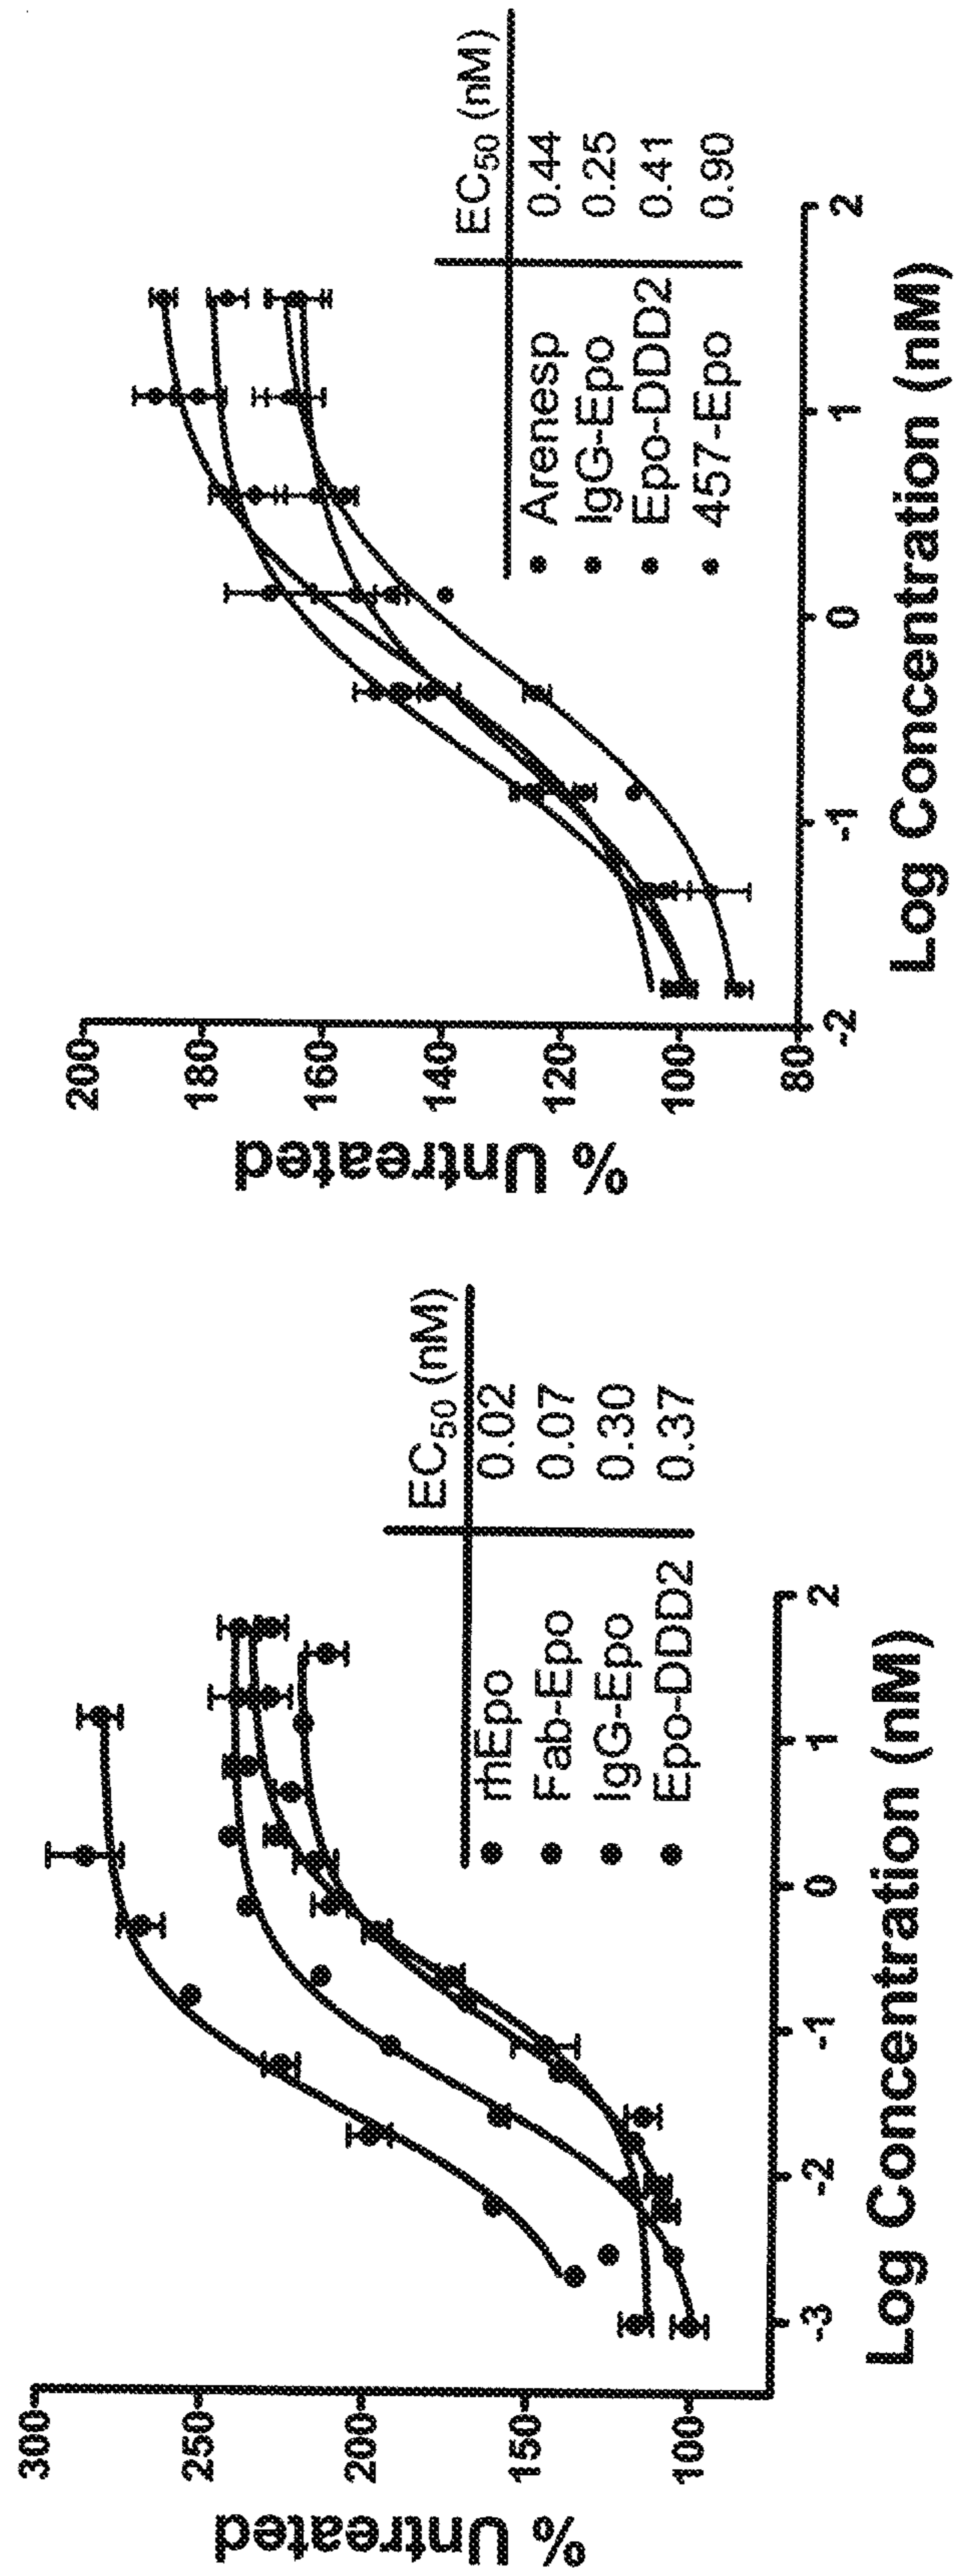 % Untreated
300
250
200
150
100
-3
-2
-1
0
1
2
Log Concentration (nM)
EC50 (nM)
rhEpo 0.02
Fab-Epo 0.07
IgG-Epo 0.30
Epo-DDD2 0.37
% Untreated
200
180
160
140
120
100
80
-2
-1
0
1
2
Log Concentration (nM)
EC50 (nM)
Arenesp 0.44
IgG-Epo 0.25
Epo-DDD2 0.41
457-Epo 0.90